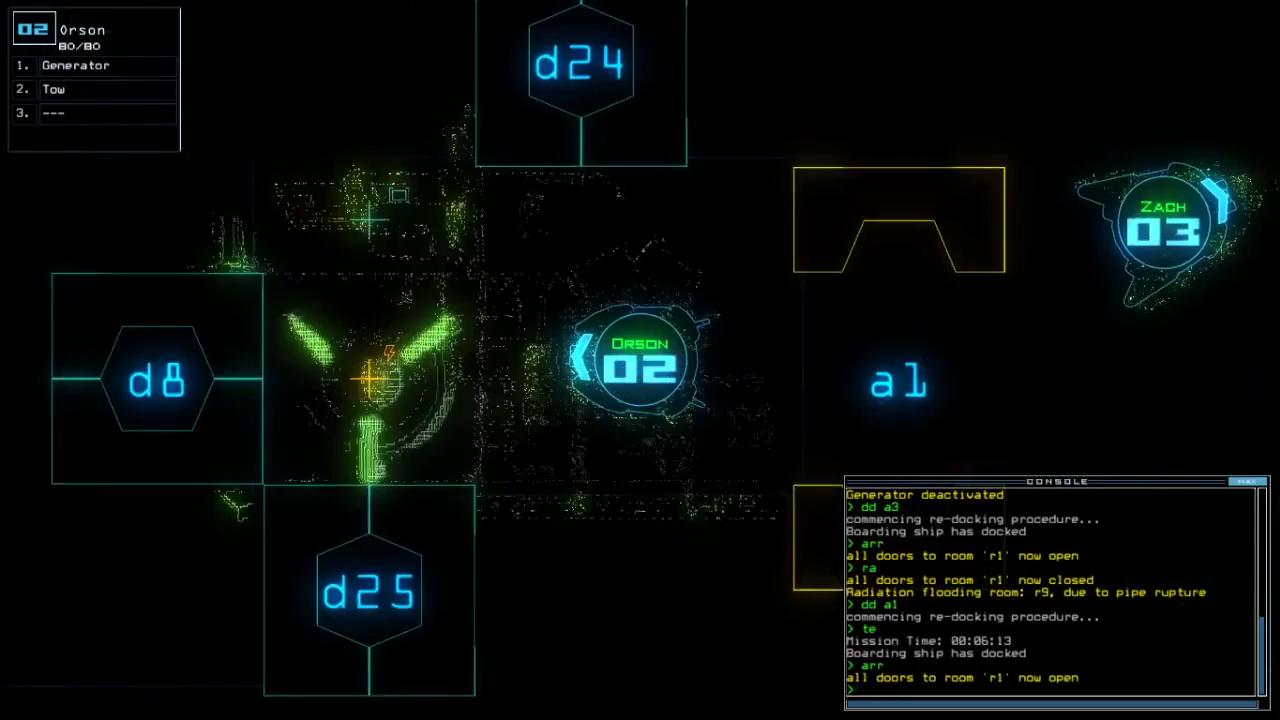 02 Orson
80/80
1. Generator
2. Tow
3. ---
d24
ZACH
03
d8
ORSON
02
a1
d25
CONSOLE
Generator deactivated
> dd a3
commencing re-docking procedure...
Boarding ship has docked
> arr
all doors to room 'r1' now open
> ra
all doors to room 'r1' now closed
Radiation flooding room: r9, due to pipe rupture
> dd a1
commencing re-docking procedure...
> te
Mission Time: 00:06:13
Boarding ship has docked
> arr
all doors to room 'r1' now open
>